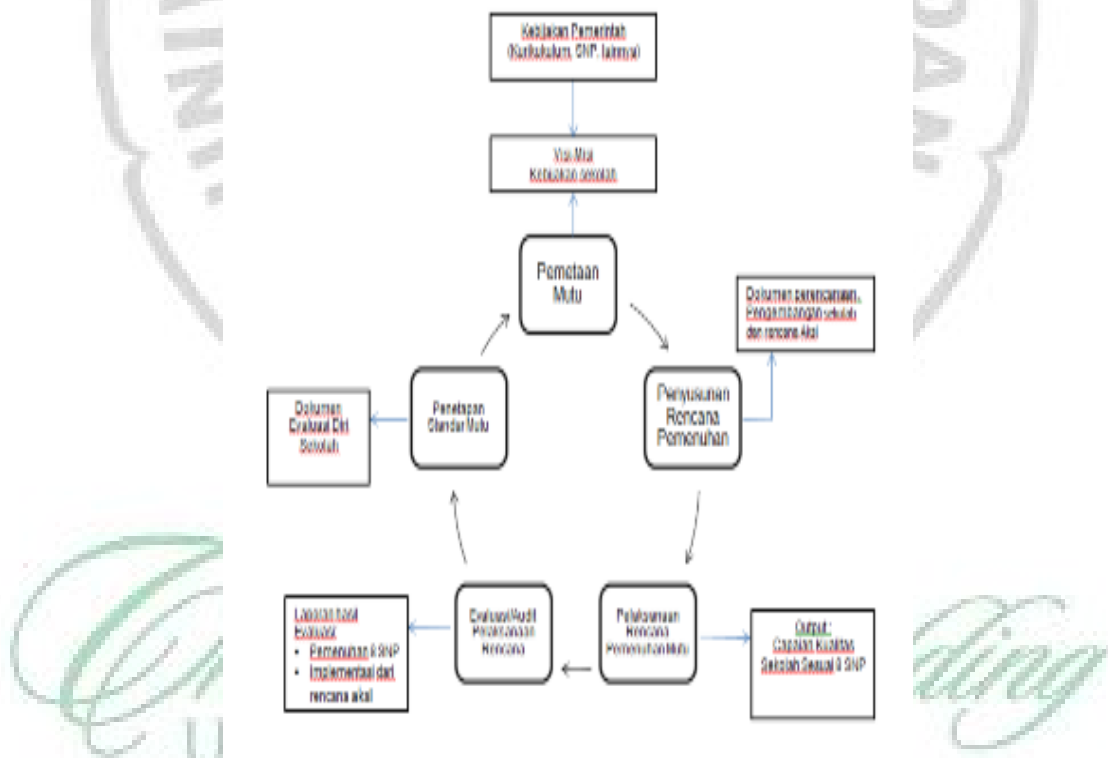 Kebijakan Pemerintah
(Kurikukulum, SNP, lainnya)
Visi Misi
Kebijakan sekolah
Pemetaan
Mutu
Dokumen perencanaan,
Pengembangan sekolah
dan rencana Aksi
Penyusunan
Rencana
Pemenuhan
Penetapan
Standar Mutu
Dokumen
Evaluasi Diri
Sekolah
Pelaksanaan
Rencana
Pemenuhan Mutu
Output :
Capaian Kualitas
Sekolah Sesuai 8 SNP
Evaluasi/Audit
Pelaksanaan
Rencana
Laporan hasil
Evaluasi:
• Pemenuhan 8 SNP
• Implementasi dari
rencana aksi
ding